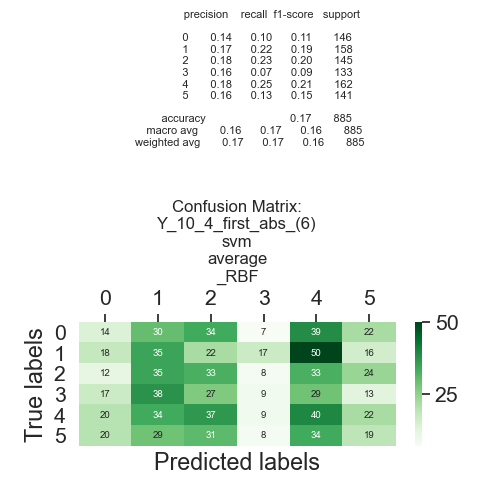 precision recall f1-score support
0 0.14 0.10 0.11 146
1 0.17 0.22 0.19 158
2 0.18 0.23 0.20 145
3 0.16 0.07 0.09 133
4 0.18 0.25 0.21 162
5 0.16 0.13 0.15 141
accuracy 0.17 885
macro avg 0.16 0.17 0.16 885
weighted avg 0.17 0.17 0.16 885
Confusion Matrix:
Y_10_4_first_abs_(6)
svm
average
_RBF
0 1 2 3 4 5
0 14 30 34 7 39 22
1 18 35 22 17 50 16
2 12 35 33 8 33 24
3 17 38 27 9 29 13
4 20 34 37 9 40 22
5 20 29 31 8 34 19
True labels
Predicted labels
50
25